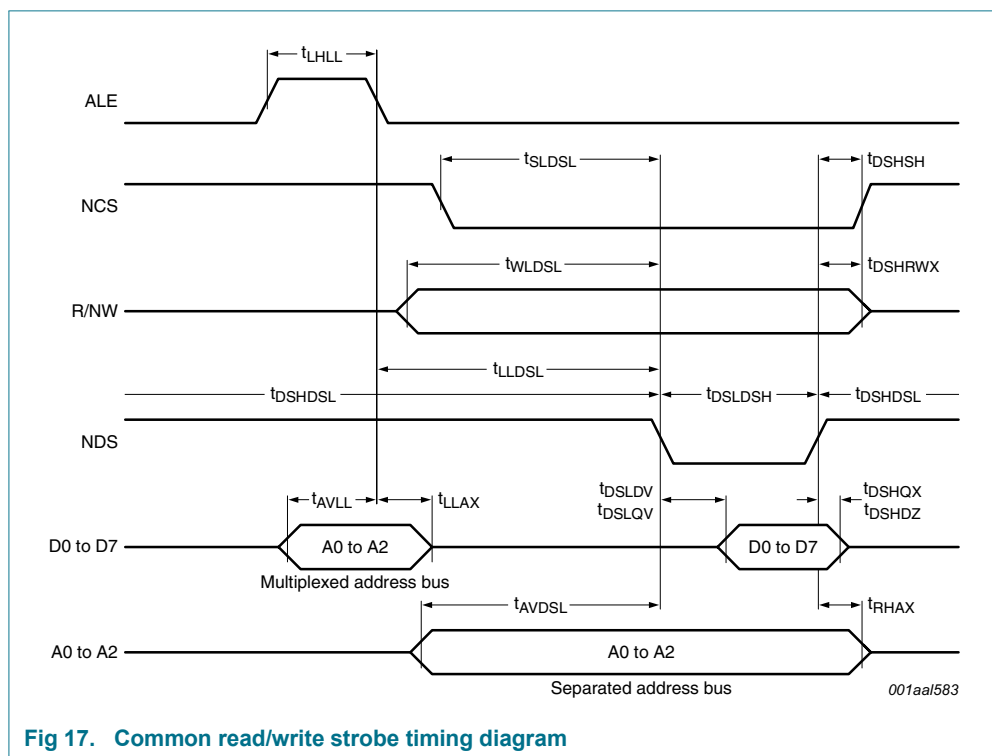 tLHLL
ALE
tSLDSL
tDSHSH
NCS
tWLDSL
tDSHRWX
R/NW
tLLDSL
tDSHDSL
tDSLDSH
tDSHDSL
NDS
tAVLL
tLLAX
tDSLDV
tDSLQV
tDSHQX
tDSHDZ
D0 to D7
A0 to A2
D0 to D7
Multiplexed address bus
tAVDSL
tRHAX
A0 to A2
A0 to A2
Separated address bus
001aal583
Fig 17. Common read/write strobe timing diagram